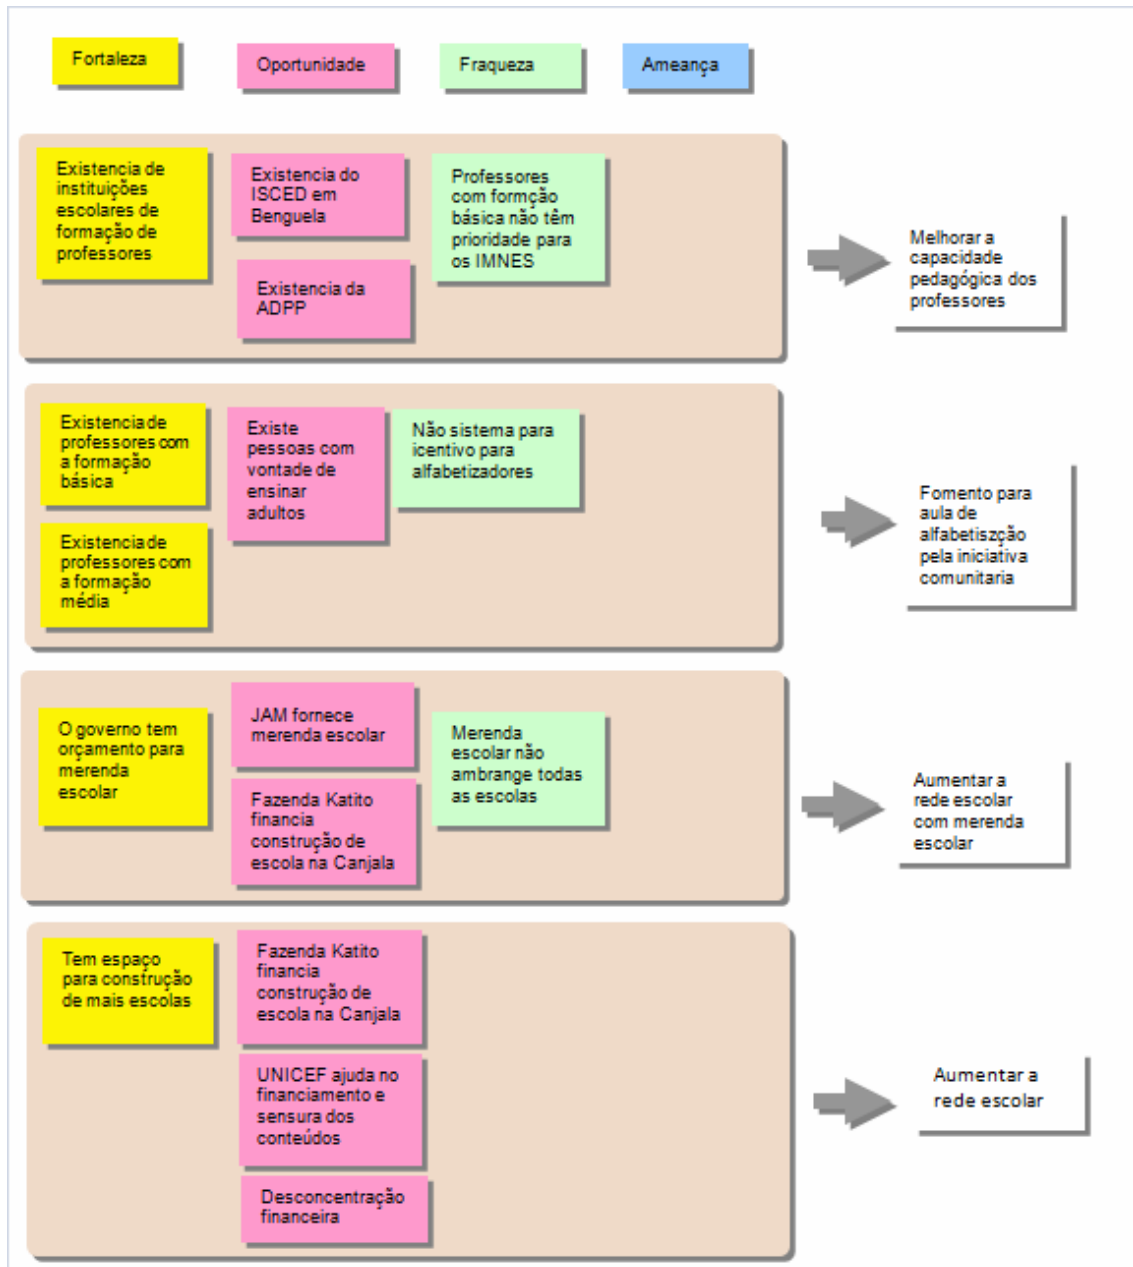 Fortaleza
Oportunidade
Fraqueza
Ameança
Existencia de
instituições
escolares de
formação de
professores
Existencia do
ISCED em
Benguela
Existencia da
ADPP
Professores
com formção
básica não têm
prioridade para
os IMNES
Melhorar a
capacidade
pedagógica dos
professores
Existencia de
professores com
a formação
básica
Existencia de
professores com
a formação
média
Existe
pessoas com
vontade de
ensinar
adultos
Não sistema para
icentivo para
alfabetizadores
Fomento para
aula de
alfabetiszção
pela iniciativa
comunitaria
O governo tem
orçamento para
merenda
escolar
JAM fornece
merenda escolar
Fazenda Katito
financia
construção de
escola na Canjala
Merenda
escolar não
ambrange todas
as escolas
Aumentar a
rede escolar
com merenda
escolar
Tem espaço
para construção
de mais escolas
Fazenda Katito
financia
construção de
escola na Canjala
UNICEF ajuda no
financiamento e
sensura dos
conteúdos
Desconcentração
financeira
Aumentar a
rede escolar